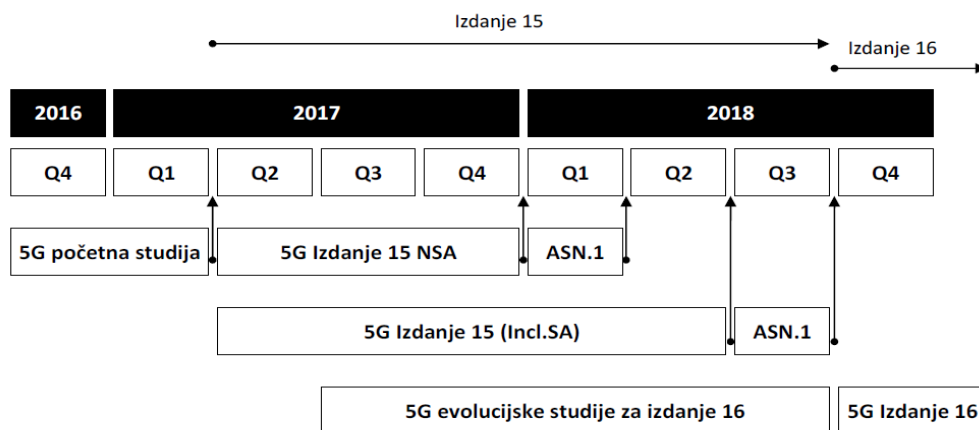 Izdanje 15
Izdanje 16
2016 2017 2018
Q4 Q1 Q2 Q3 Q4 Q1 Q2 Q3 Q4
5G početna studija 5G Izdanje 15 NSA ASN.1
5G Izdanje 15 (Incl.SA) ASN.1
5G evolucijske studije za izdanje 16 5G Izdanje 16